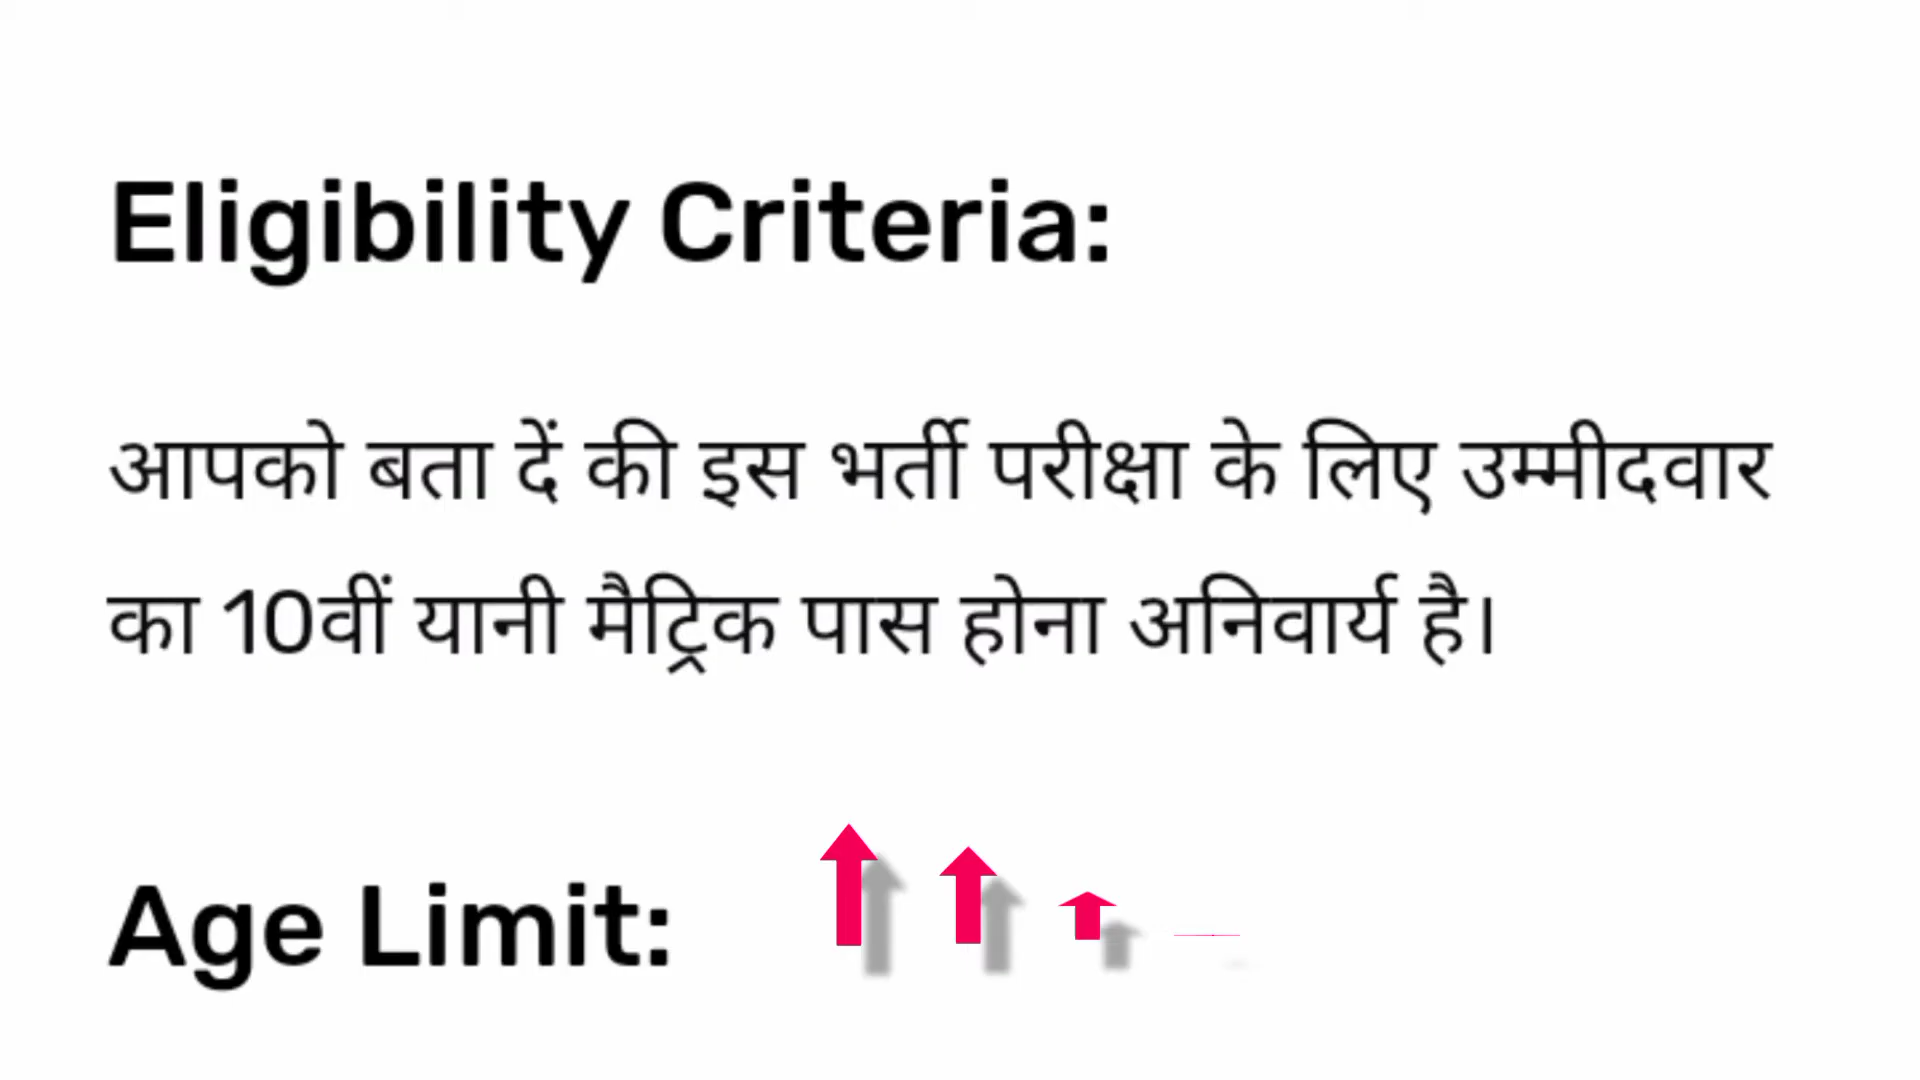 Eligibility Criteria:
आपको बता दें की इस भर्ती परीक्षा के लिए उम्मीदवार
का 10वीं यानी मैट्रिक पास होना अनिवार्य है।
Age Limit: